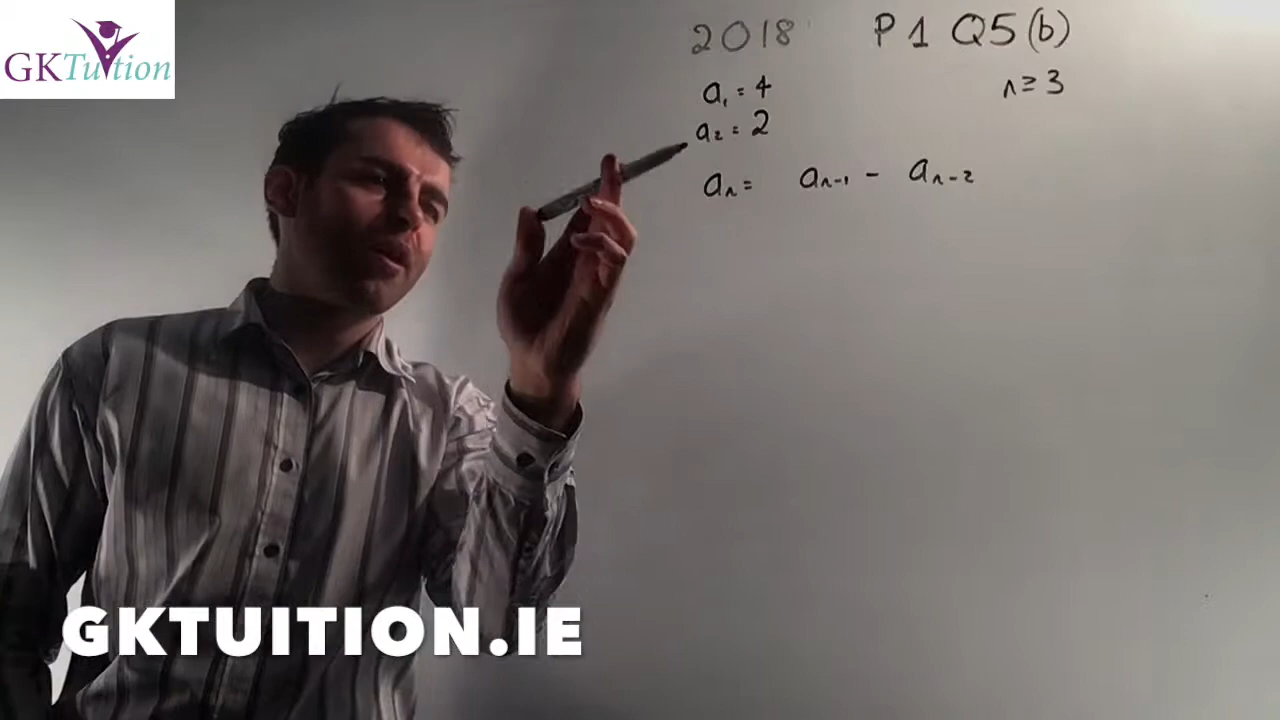 GKTuition
2018 P1 Q5(b)
a₁ = 4 n ≥ 3
a₂ = 2
aₙ = aₙ₋₁ - aₙ₋₂
GKTUITION.IE